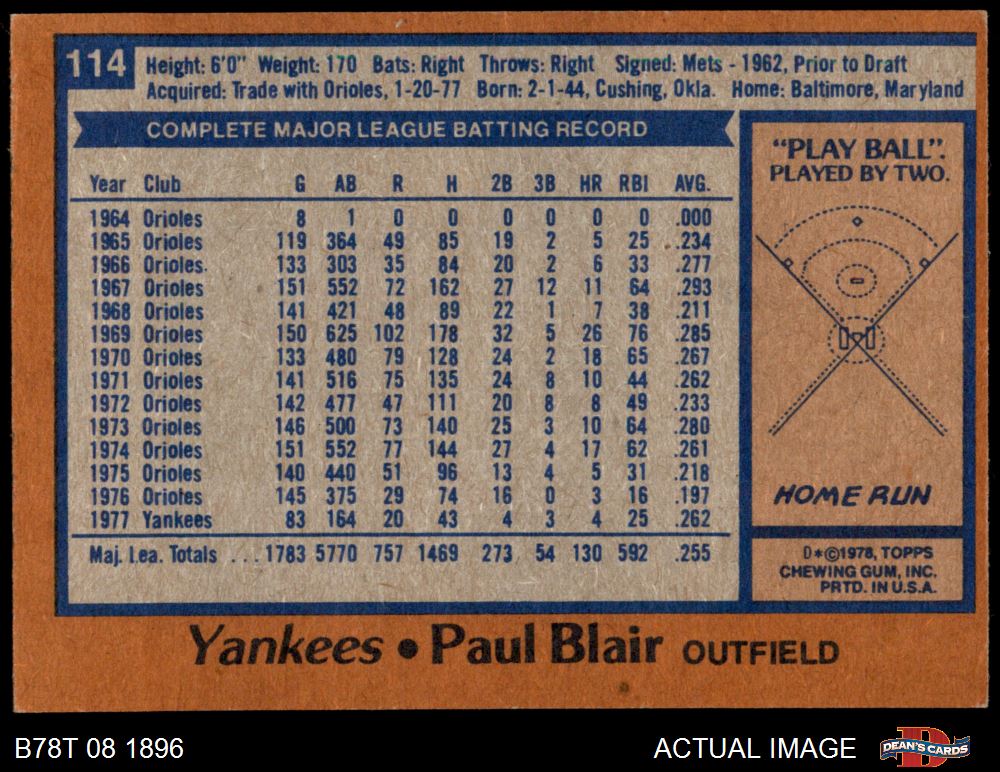 114
Height: 6'0" Weight: 170 Bats: Right Throws: Right Signed: Mets - 1962, Prior to Draft
Acquired: Trade with Orioles, 1-20-77 Born: 2-1-44, Cushing, Okla. Home: Baltimore, Maryland
COMPLETE MAJOR LEAGUE BATTING RECORD
Year Club G AB R H 2B 3B HR RBI AVG.
1964 Orioles 8 1 0 0 0 0 0 0 .000
1965 Orioles 119 364 49 85 19 2 5 25 .234
1966 Orioles. 133 303 35 84 20 2 6 33 .277
1967 Orioles 151 552 72 162 27 12 11 64 .293
1968 Orioles 141 421 48 89 22 1 7 38 .211
1969 Orioles 150 625 102 178 32 5 26 76 .285
1970 Orioles 133 480 79 128 24 2 18 65 .267
1971 Orioles 141 516 75 135 24 8 10 44 .262
1972 Orioles 142 477 47 111 20 8 8 49 .233
1973 Orioles 146 500 73 140 25 3 10 64 .280
1974 Orioles 151 552 77 144 27 4 17 62 .261
1975 Orioles 140 440 51 96 13 4 5 31 .218
1976 Orioles 145 375 29 74 16 0 3 16 .197
1977 Yankees 83 164 20 43 4 3 4 25 .262
Maj. Lea. Totals ... 1783 5770 757 1469 273 54 130 592 .255
"PLAY BALL".
PLAYED BY TWO.
HOME RUN
D*©1978, TOPPS
CHEWING GUM, INC.
PRTD. IN U.S.A.
Yankees • Paul Blair OUTFIELD
B78T 08 1896
ACTUAL IMAGE
DEAN'S CARDS